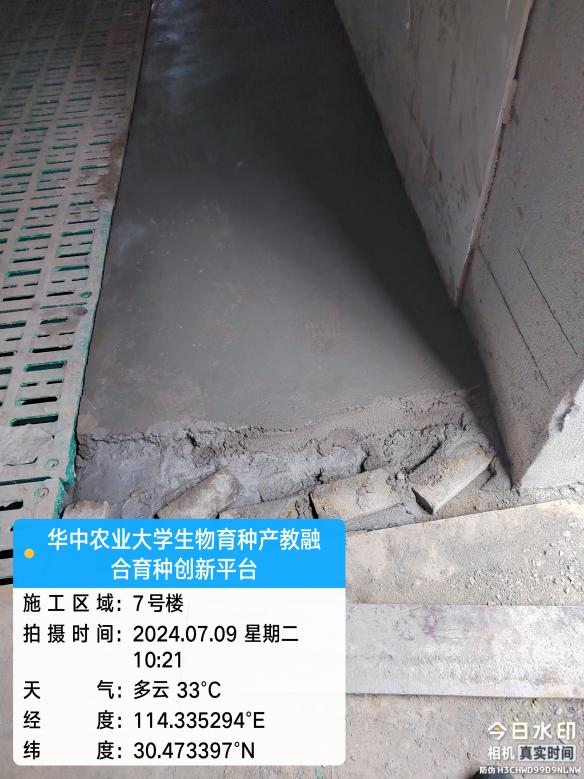 华中农业大学生物育种产教融
合育种创新平台
施工区域：7号楼
拍摄时间：2024.07.09 星期二
10:21
天气：多云 33°C
经度：114.335294°E
纬度：30.473397°N
今日水印
相机 真实时间
防伪 H3CHWD99D9NLNW